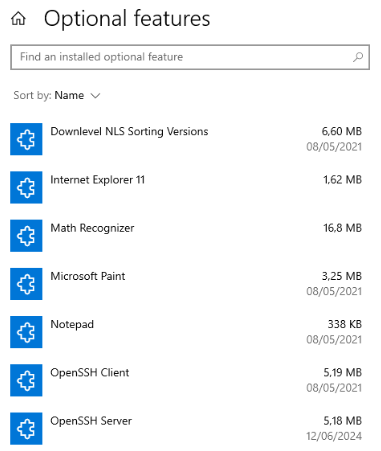 Optional features
Find an installed optional feature
Sort by: Name
Downlevel NLS Sorting Versions 6,60 MB
08/05/2021
Internet Explorer 11 1,62 MB
Math Recognizer 16,8 MB
Microsoft Paint 3,25 MB
08/05/2021
Notepad 338 KB
08/05/2021
OpenSSH Client 5,19 MB
08/05/2021
OpenSSH Server 5,18 MB
12/06/2024